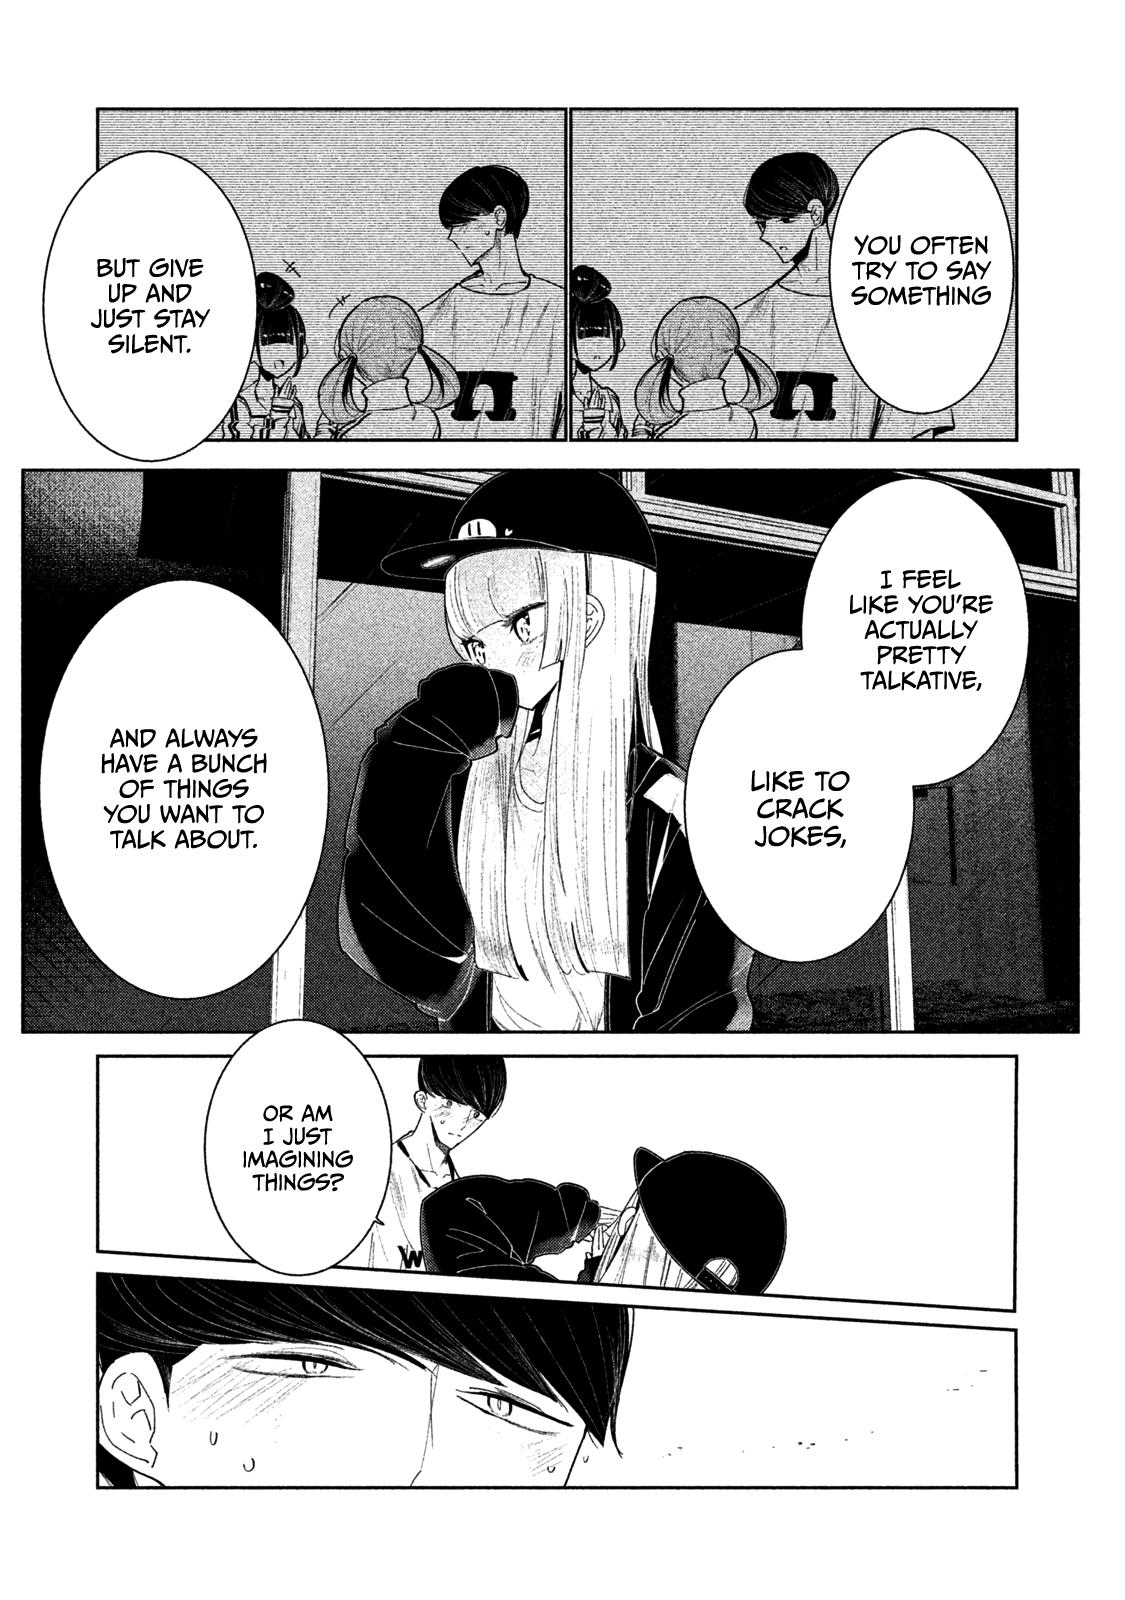 YOU OFTEN
TRY TO SAY
SOMETHING
BUT GIVE
UP AND
JUST STAY
SILENT.
I FEEL
LIKE YOU'RE
ACTUALLY
PRETTY
TALKATIVE,
LIKE TO
CRACK
JOKES,
AND ALWAYS
HAVE A BUNCH
OF THINGS
YOU WANT TO
TALK ABOUT.
OR AM
I JUST
IMAGINING
THINGS?
W